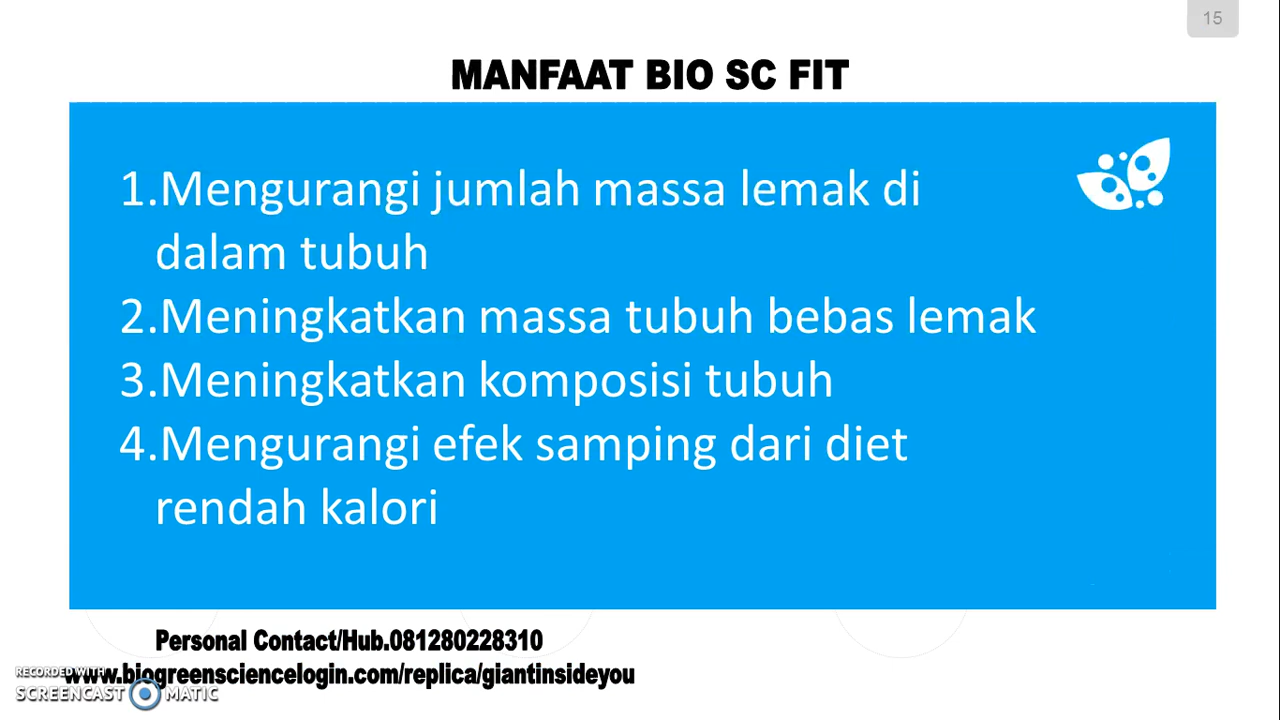 15
MANFAAT BIO SC FIT
1.Mengurangi jumlah massa lemak di
dalam tubuh
2.Meningkatkan massa tubuh bebas lemak
3.Meningkatkan komposisi tubuh
4.Mengurangi efek samping dari diet
rendah kalori
Personal Contact/Hub.081280228310
www.biogreensciencelogin.com/replica/giantinsideyou
RECORDED WITH
SCREENCAST MATIC